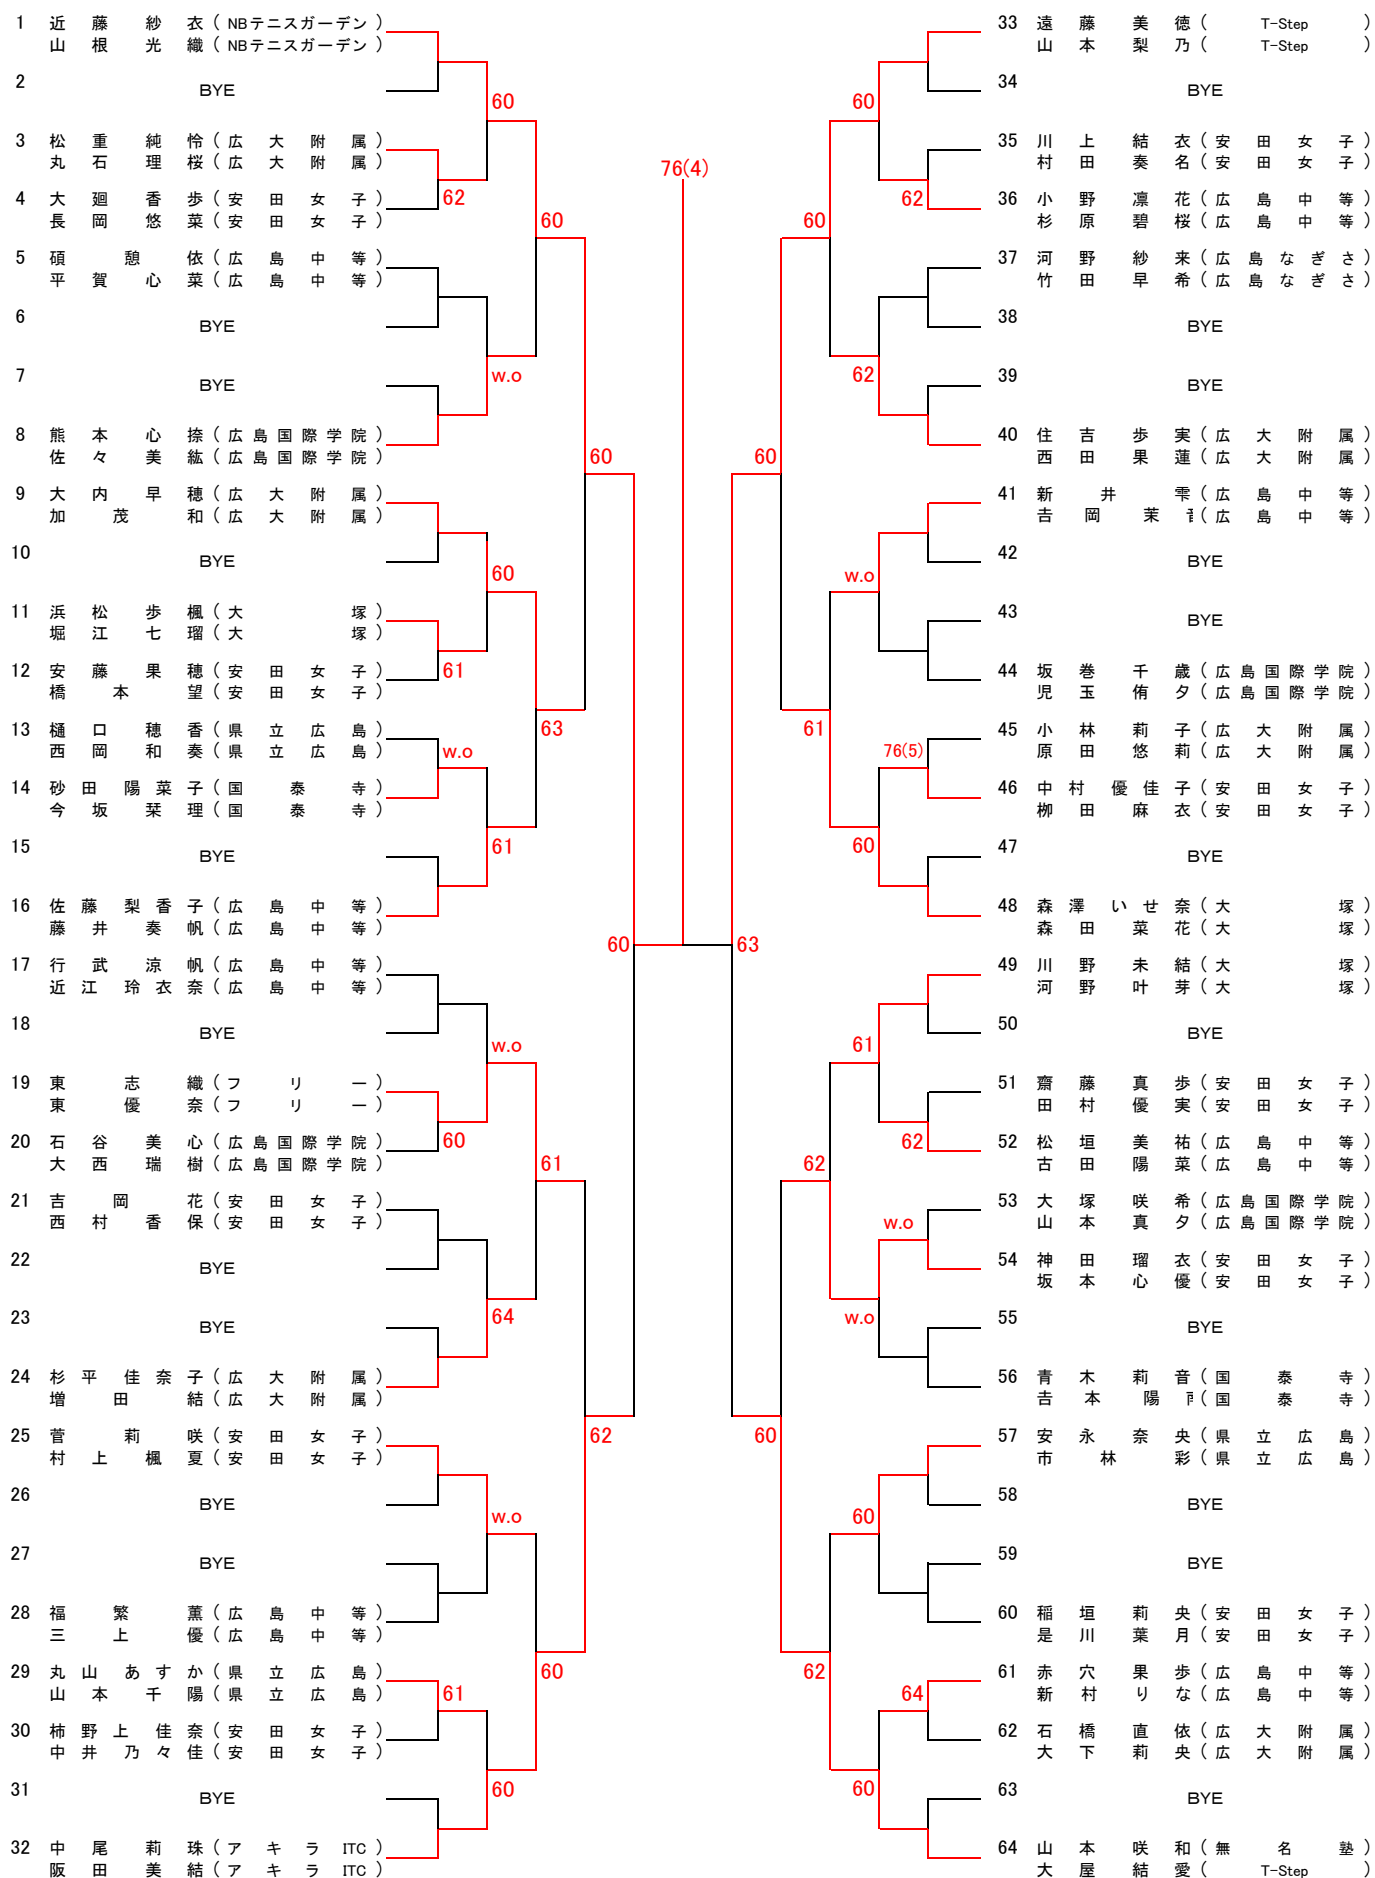 1 近藤紗衣(NBテニスガーデン)
山根光織(NBテニスガーデン)
2 BYE
60
3 松重純怜(広大附属)
丸石理桜(広大附属)
62
4 大廻香歩(安田女子)
長岡悠菜(安田女子)
60
5 碩憩依(広島中等)
平賀心菜(広島中等)
6 BYE
w.o
7 BYE
8 熊本心捺(広島国際学院)
佐々美紘(広島国際学院)
60
9 大内早穂(広大附属)
加茂和(広大附属)
10 BYE
60
11 浜松歩楓(大塚)
堀江七瑠(大塚)
61
12 安藤果穂(安田女子)
橋本望(安田女子)
63
13 樋口穂香(県立広島)
西岡和奏(県立広島)
w.o
14 砂田陽菜子(国泰寺)
今坂栞理(国泰寺)
61
15 BYE
16 佐藤梨香子(広島中等)
藤井奏帆(広島中等)
60
17 行武涼帆(広島中等)
近江玲衣奈(広島中等)
18 BYE
w.o
19 東志織(フリー)
東優奈(フリー)
60
20 石谷美心(広島国際学院)
大西瑞樹(広島国際学院)
61
21 吉岡花(安田女子)
西村香保(安田女子)
22 BYE
64
23 BYE
24 杉平佳奈子(広大附属)
増田結(広大附属)
62
25 菅莉咲(安田女子)
村上楓夏(安田女子)
26 BYE
w.o
27 BYE
28 福繁薫(広島中等)
三上優(広島中等)
60
29 丸山あすか(県立広島)
山本千陽(県立広島)
61
30 柿野上佳奈(安田女子)
中井乃々佳(安田女子)
60
31 BYE
32 中尾莉珠(アキラITC)
阪田美結(アキラITC)
76(4)
33 遠藤美徳(T-Step)
山本梨乃(T-Step)
34 BYE
60
35 川上結衣(安田女子)
村田奏名(安田女子)
62
36 小野凛花(広島中等)
杉原碧桜(広島中等)
60
37 河野紗来(広島なぎさ)
竹田早希(広島なぎさ)
38 BYE
62
39 BYE
40 住吉歩実(広大附属)
西田果蓮(広大附属)
60
41 新井雫(広島中等)
吉岡茉(広島中等)
42 BYE
w.o
43 BYE
44 坂巻千歳(広島国際学院)
児玉侑夕(広島国際学院)
61
45 小林莉子(広大附属)
原田悠莉(広大附属)
76(5)
46 中村優佳子(安田女子)
栁田麻衣(安田女子)
60
47 BYE
48 森澤いせ奈(大塚)
森田菜花(大塚)
63
49 川野未結(大塚)
河野叶芽(大塚)
50 BYE
61
51 齋藤真歩(安田女子)
田村優実(安田女子)
62
52 松垣美祐(広島中等)
古田陽菜(広島中等)
62
53 大塚咲希(広島国際学院)
山本真夕(広島国際学院)
w.o
54 神田瑠衣(安田女子)
坂本心優(安田女子)
w.o
55 BYE
56 青木莉音(国泰寺)
吉本陽(国泰寺)
60
57 安永奈央(県立広島)
市林彩(県立広島)
58 BYE
60
59 BYE
60 稲垣莉央(安田女子)
是川葉月(安田女子)
62
61 赤穴果歩(広島中等)
新村りな(広島中等)
64
62 石橋直依(広大附属)
大下莉央(広大附属)
60
63 BYE
64 山本咲和(無名塾)
大屋結愛(T-Step)